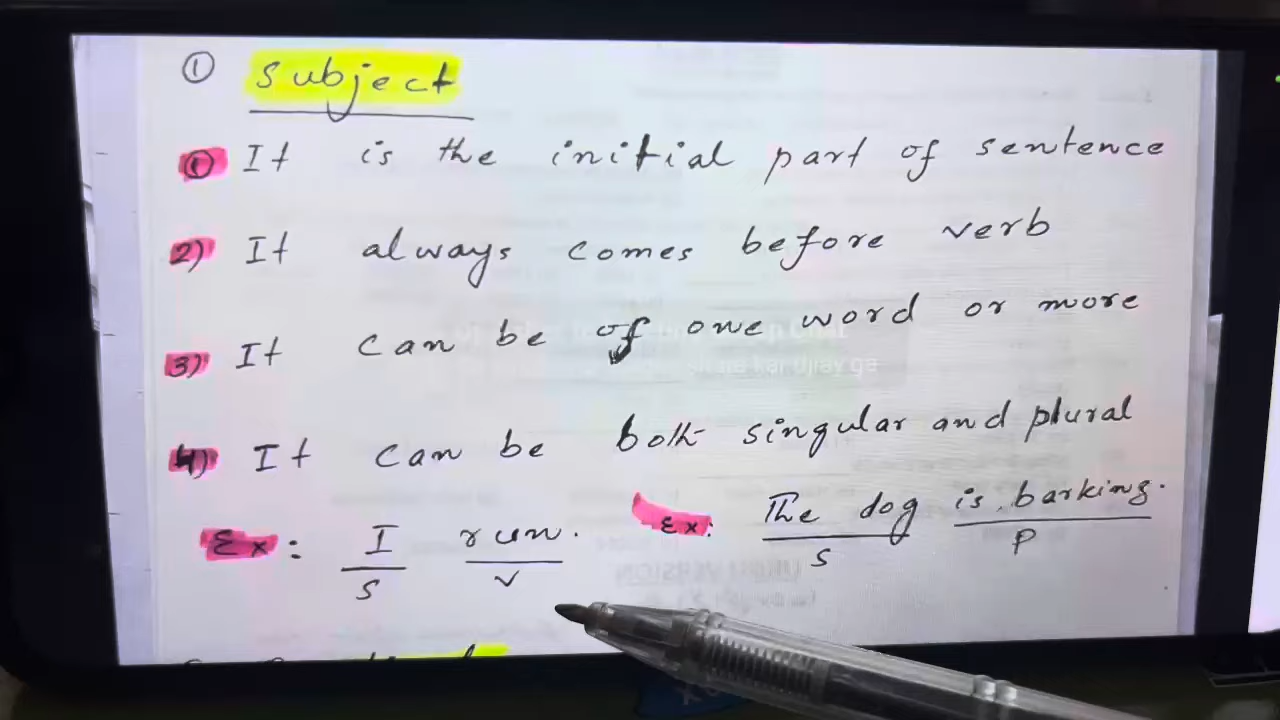 ① Subject
① It is the initial part of sentence
2) It always comes before verb
3) It can be of one word or more
4) It can be both singular and plural
Ex: I run. Ex: The dog is barking.
S V S P